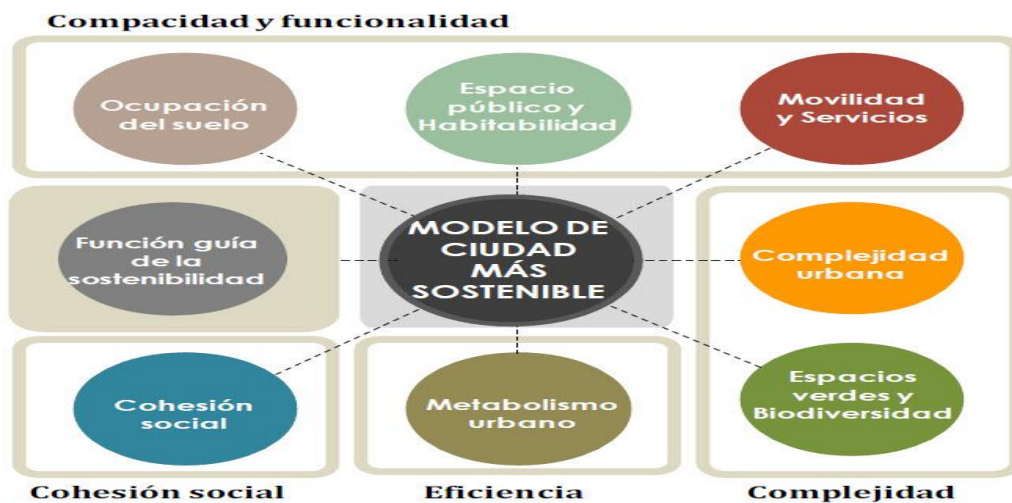 Compacidad y funcionalidad
Ocupación
del suelo
Espacio
público y
Habitabilidad
Movilidad
y Servicios
Función guía
de la
sostenibilidad
MODELO DE
CIUDAD
MÁS
SOSTENIBLE
Complejidad
urbana
Cohesión
social
Metabolismo
urbano
Espacios
verdes y
Biodiversidad
Cohesión social
Eficiencia
Complejidad